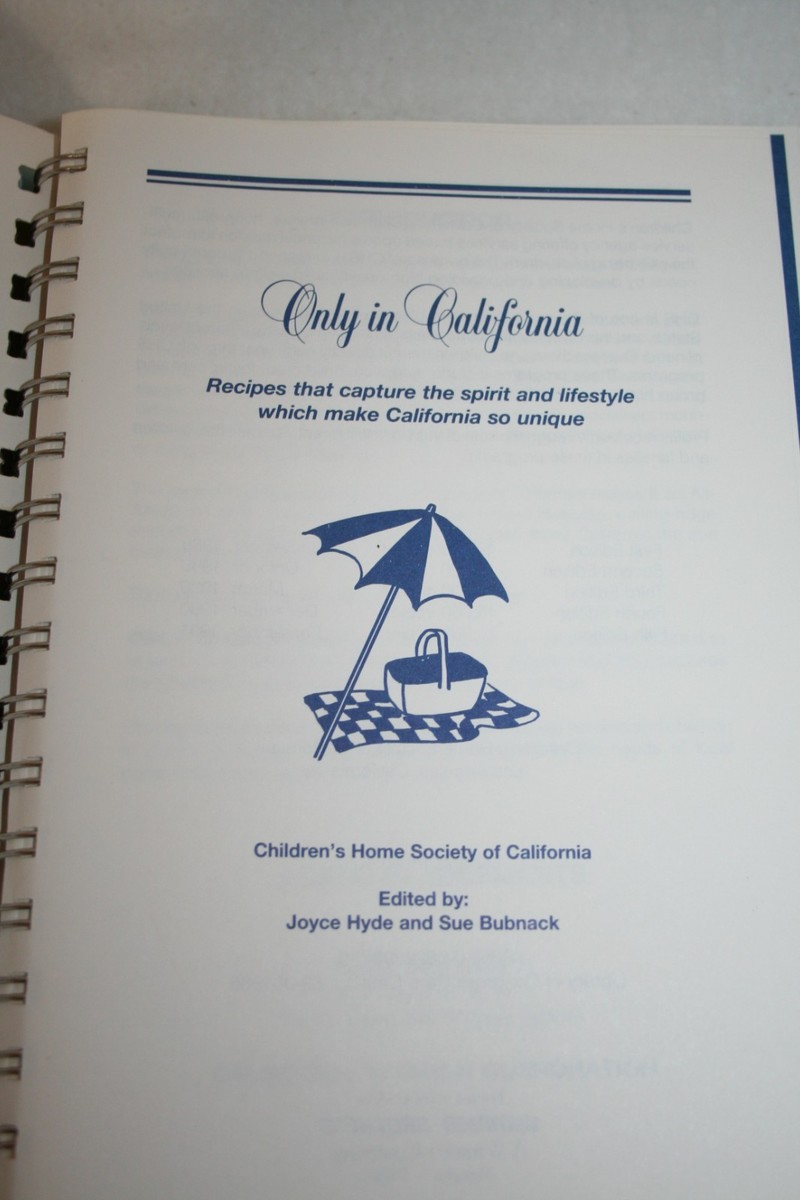 Only in California
Recipes that capture the spirit and lifestyle
which make California so unique
Children's Home Society of California
Edited by:
Joyce Hyde and Sue Bubnack